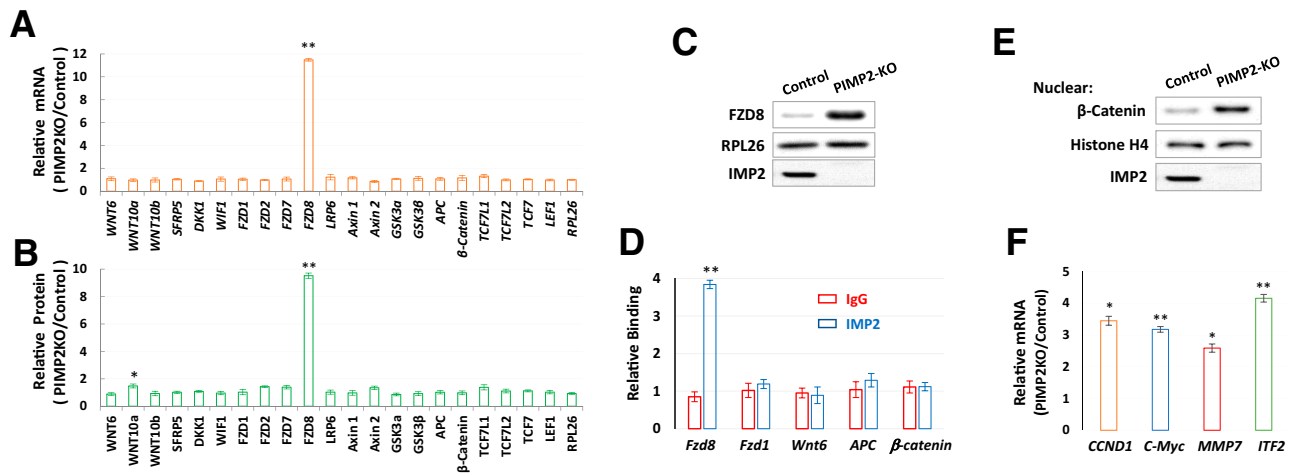 A
Relative mRNA
( PIMP2KO/Control)
12
10
8
6
4
2
0
**
WNT6
WNT10a
WNT10b
SFRP5
DKK1
WIF1
FZD1
FZD2
FZD7
FZD8
LRP6
Axin 1
Axin 2
GSK3a
GSK3β
APC
β-Catenin
TCF7L1
TCF7L2
TCF7
LEF1
RPL26
B
Relative Protein
( PIMP2KO/Control)
10
8
6
4
2
0
*
**
WNT6
WNT10a
WNT10b
SFRP5
DKK1
WIF1
FZD1
FZD2
FZD7
FZD8
LRP6
Axin 1
Axin 2
GSK3a
GSK3β
APC
β-Catenin
TCF7L1
TCF7L2
TCF7
LEF1
RPL26
C
Control
PIMP2-KO
FZD8
RPL26
IMP2
D
Relative Binding
4
3
2
1
0
**
IgG
IMP2
Fzd8
Fzd1
Wnt6
APC
β-catenin
E
Control
PIMP2-KO
Nuclear:
β-Catenin
Histone H4
IMP2
F
Relative mRNA
(PIMP2KO/Control)
5
4
3
2
1
0
*
**
*
**
CCND1
C-Myc
MMP7
ITF2